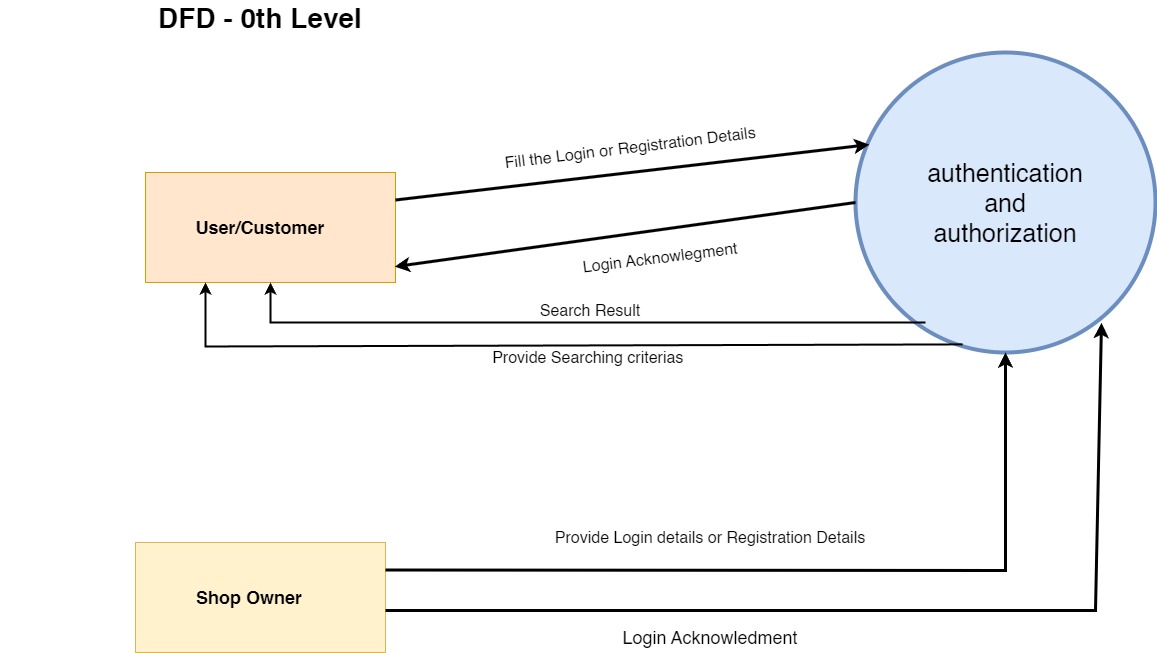 DFD - 0th Level
Fill the Login or Registration Details
authentication
and
authorization
User/Customer
Login Acknowlegment
Search Result
Provide Searching criterias
Provide Login details or Registration Details
Shop Owner
Login Acknowledment